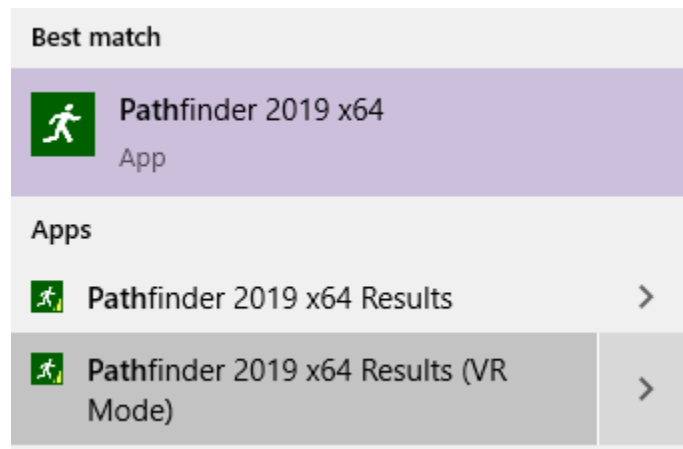 Best match
Pathfinder 2019 x64
App
Apps
Pathfinder 2019 x64 Results
Pathfinder 2019 x64 Results (VR
Mode)